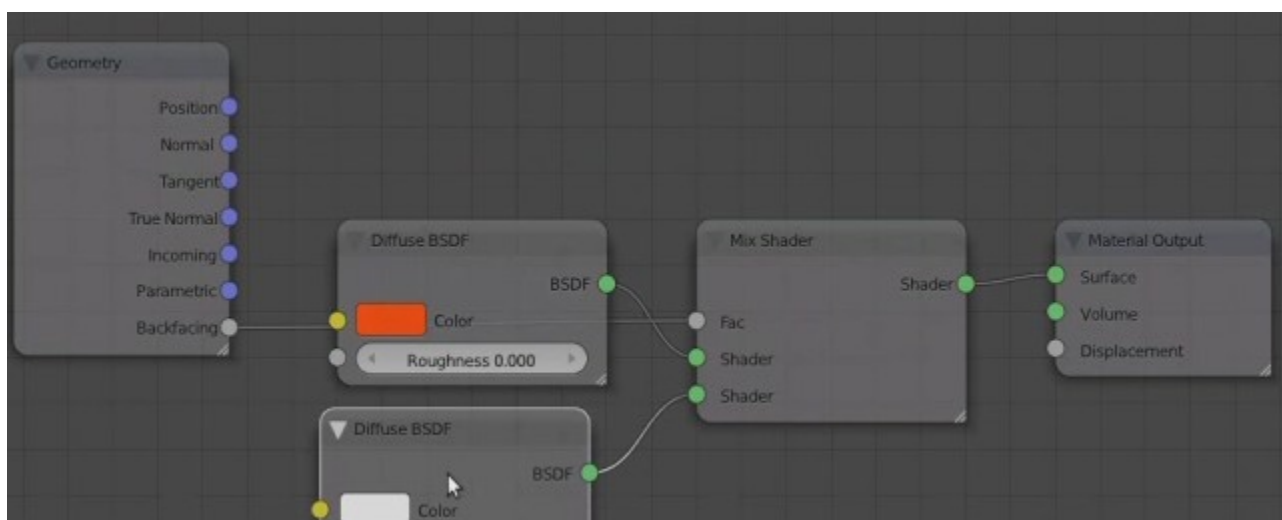 Geometry
Position
Normal
Tangent
True Normal
Incoming
Parametric
Backfacing
Diffuse BSDF
BSDF
Color
Roughness 0.000
Diffuse BSDF
BSDF
Color
Mix Shader
Shader
Fac
Shader
Shader
Material Output
Surface
Volume
Displacement